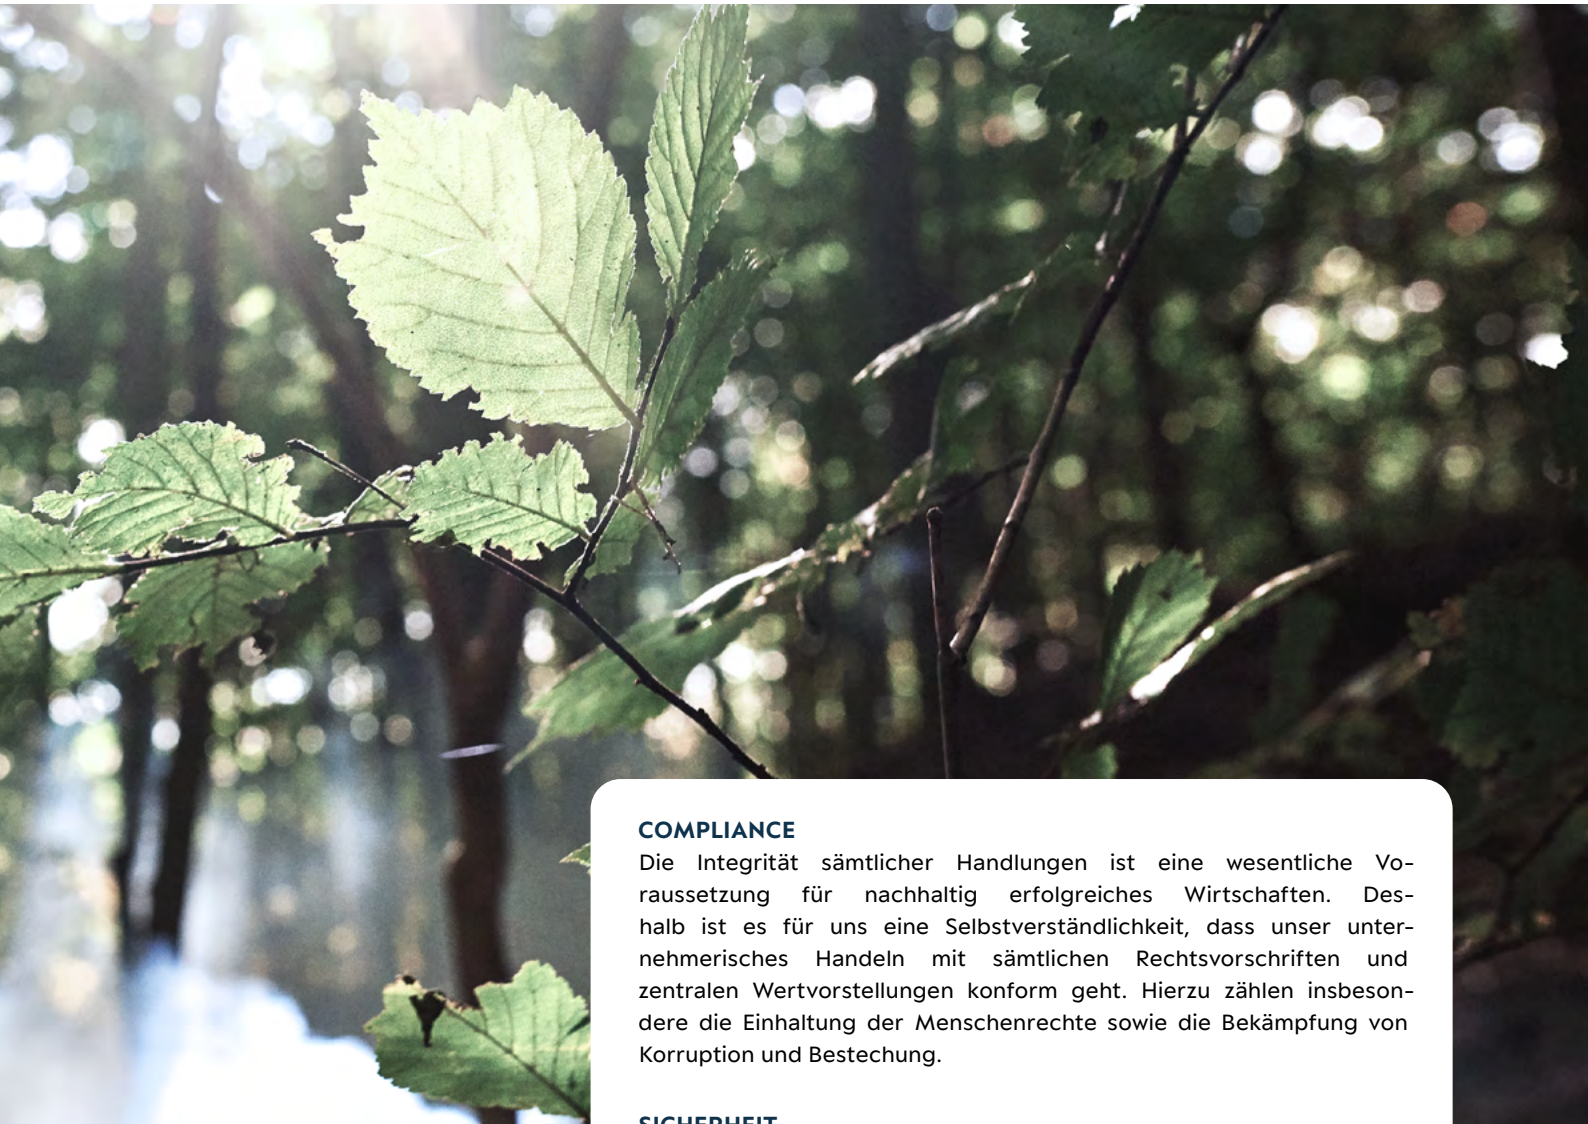 COMPLIANCE
Die Integrität sämtlicher Handlungen ist eine wesentliche Vo-
raussetzung für nachhaltig erfolgreiches Wirtschaften. Des-
halb ist es für uns eine Selbstverständlichkeit, dass unser unter-
nehmerisches Handeln mit sämtlichen Rechtsvorschriften und
zentralen Wertvorstellungen konform geht. Hierzu zählen insbeson-
dere die Einhaltung der Menschenrechte sowie die Bekämpfung von
Korruption und Bestechung.
SICHERHEIT